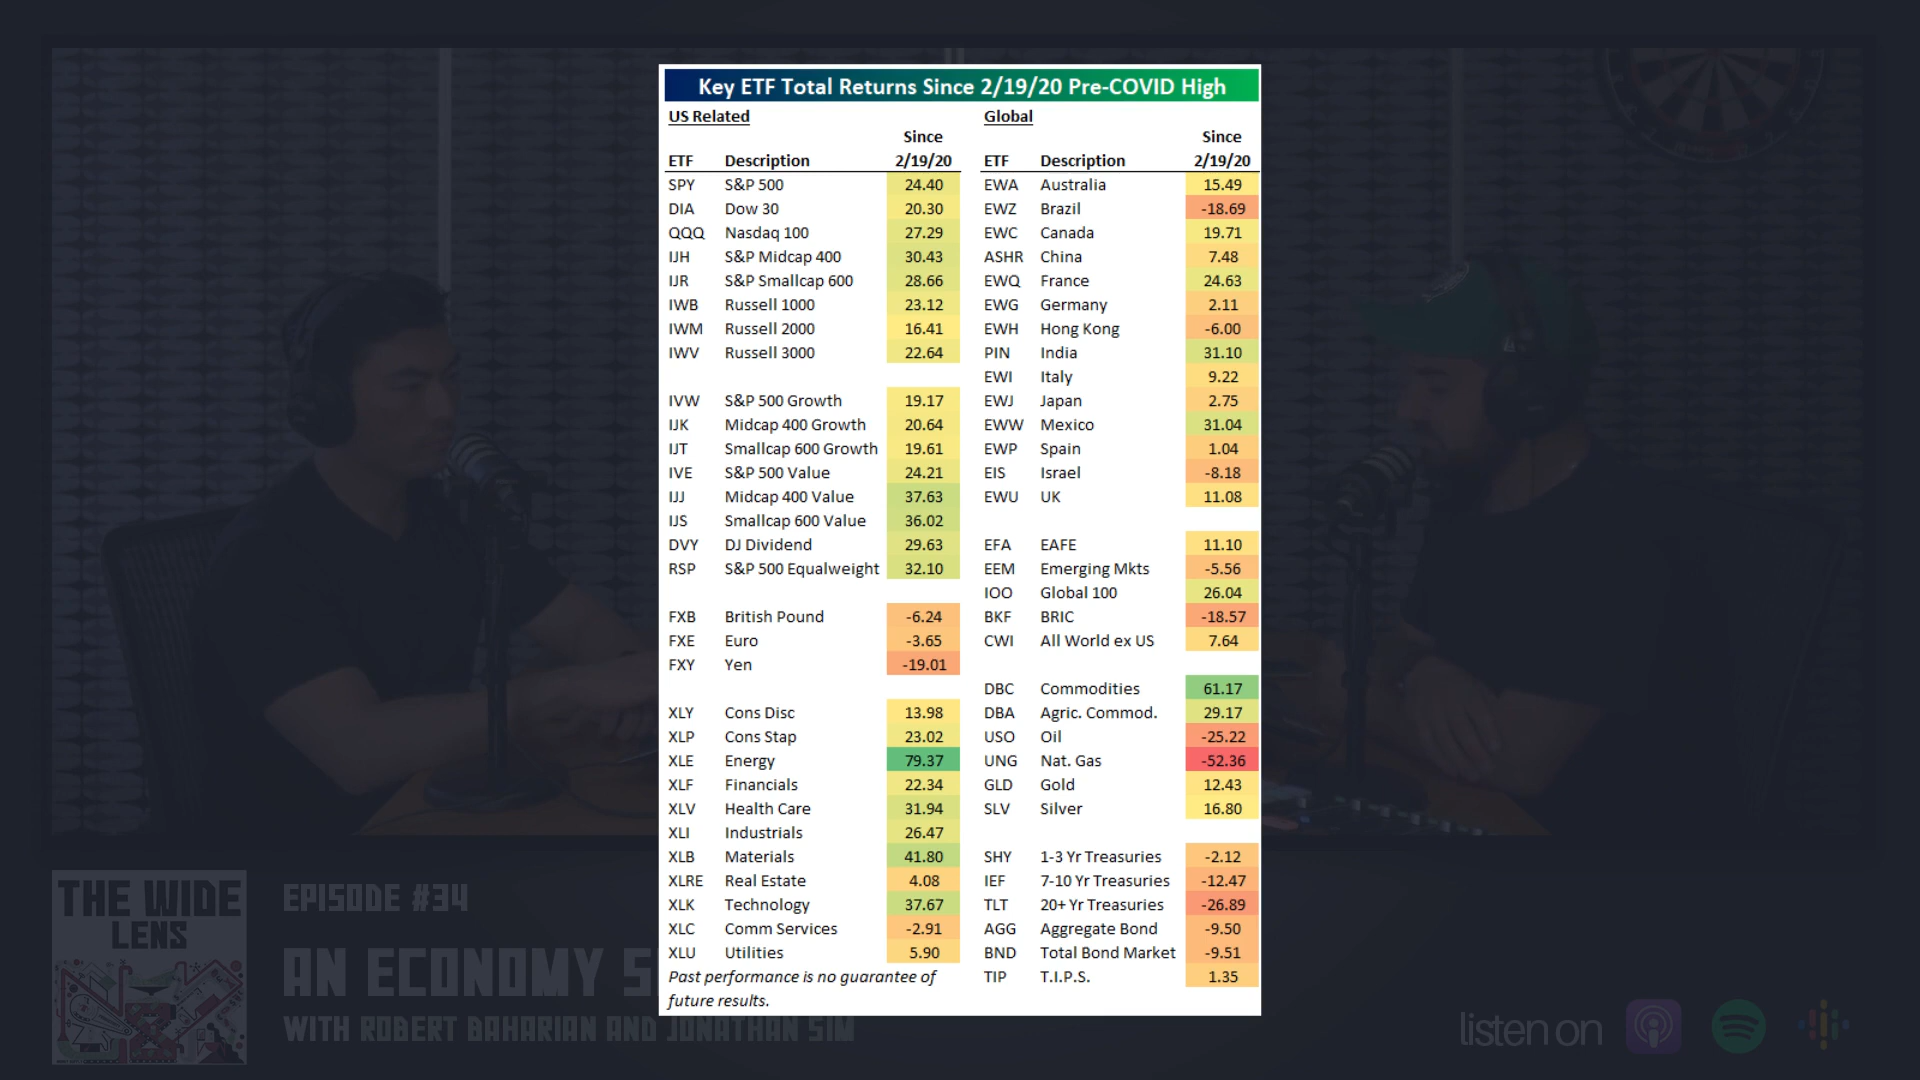 Key ETF Total Returns Since 2/19/20 Pre-COVID High
US Related
Since
ETF Description 2/19/20
SPY S&P 500 24.40
DIA Dow 30 20.30
QQQ Nasdaq 100 27.29
IJH S&P Midcap 400 30.43
IJR S&P Smallcap 600 28.66
IWB Russell 1000 23.12
IWM Russell 2000 16.41
IWV Russell 3000 22.64
IVW S&P 500 Growth 19.17
IJK Midcap 400 Growth 20.64
IJT Smallcap 600 Growth 19.61
IVE S&P 500 Value 24.21
IJJ Midcap 400 Value 37.63
IJS Smallcap 600 Value 36.02
DVY DJ Dividend 29.63
RSP S&P 500 Equalweight 32.10
FXB British Pound -6.24
FXE Euro -3.65
FXY Yen -19.01
XLY Cons Disc 13.98
XLP Cons Stap 23.02
XLE Energy 79.37
XLF Financials 22.34
XLV Health Care 31.94
XLI Industrials 26.47
XLB Materials 41.80
XLRE Real Estate 4.08
XLK Technology 37.67
XLC Comm Services -2.91
XLU Utilities 5.90
Past performance is no guarantee of
future results.
Global
Since
ETF Description 2/19/20
EWA Australia 15.49
EWZ Brazil -18.69
EWC Canada 19.71
ASHR China 7.48
EWQ France 24.63
EWG Germany 2.11
EWH Hong Kong -6.00
PIN India 31.10
EWI Italy 9.22
EWJ Japan 2.75
EWW Mexico 31.04
EWP Spain 1.04
EIS Israel -8.18
EWU UK 11.08
EFA EAFE 11.10
EEM Emerging Mkts -5.56
IOO Global 100 26.04
BKF BRIC -18.57
CWI All World ex US 7.64
DBC Commodities 61.17
DBA Agric. Commod. 29.17
USO Oil -25.22
UNG Nat. Gas -52.36
GLD Gold 12.43
SLV Silver 16.80
SHY 1-3 Yr Treasuries -2.12
IEF 7-10 Yr Treasuries -12.47
TLT 20+ Yr Treasuries -26.89
AGG Aggregate Bond -9.50
BND Total Bond Market -9.51
TIP T.I.P.S. 1.35
THE WIDE
LENS
EPISODE #34
AN ECONOMY S
WITH ROBERT BAHARIAN AND JONATHAN SIM
listen on